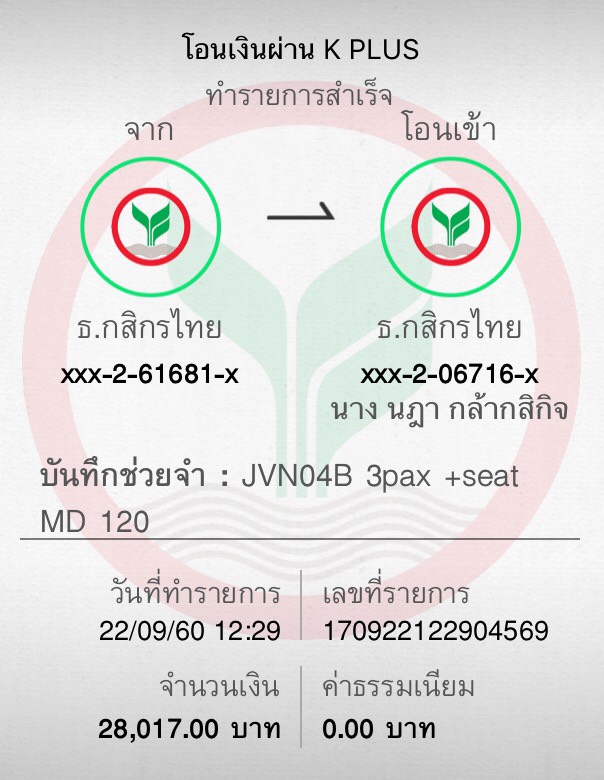 โอนเงินผ่าน K PLUS
ทำรายการสำเร็จ
จาก
โอนเข้า
ธ.กสิกรไทย
ธ.กสิกรไทย
xxx-2-61681-x
xxx-2-06716-x
นาง นฎา กล้ากสิกิจ
บันทึกช่วยจำ : JVN04B 3pax +seat
MD 120
วันที่ทำรายการ
เลขที่รายการ
22/09/60 12:29
170922122904569
จำนวนเงิน
ค่าธรรมเนียม
28,017.00 บาท
0.00 บาท